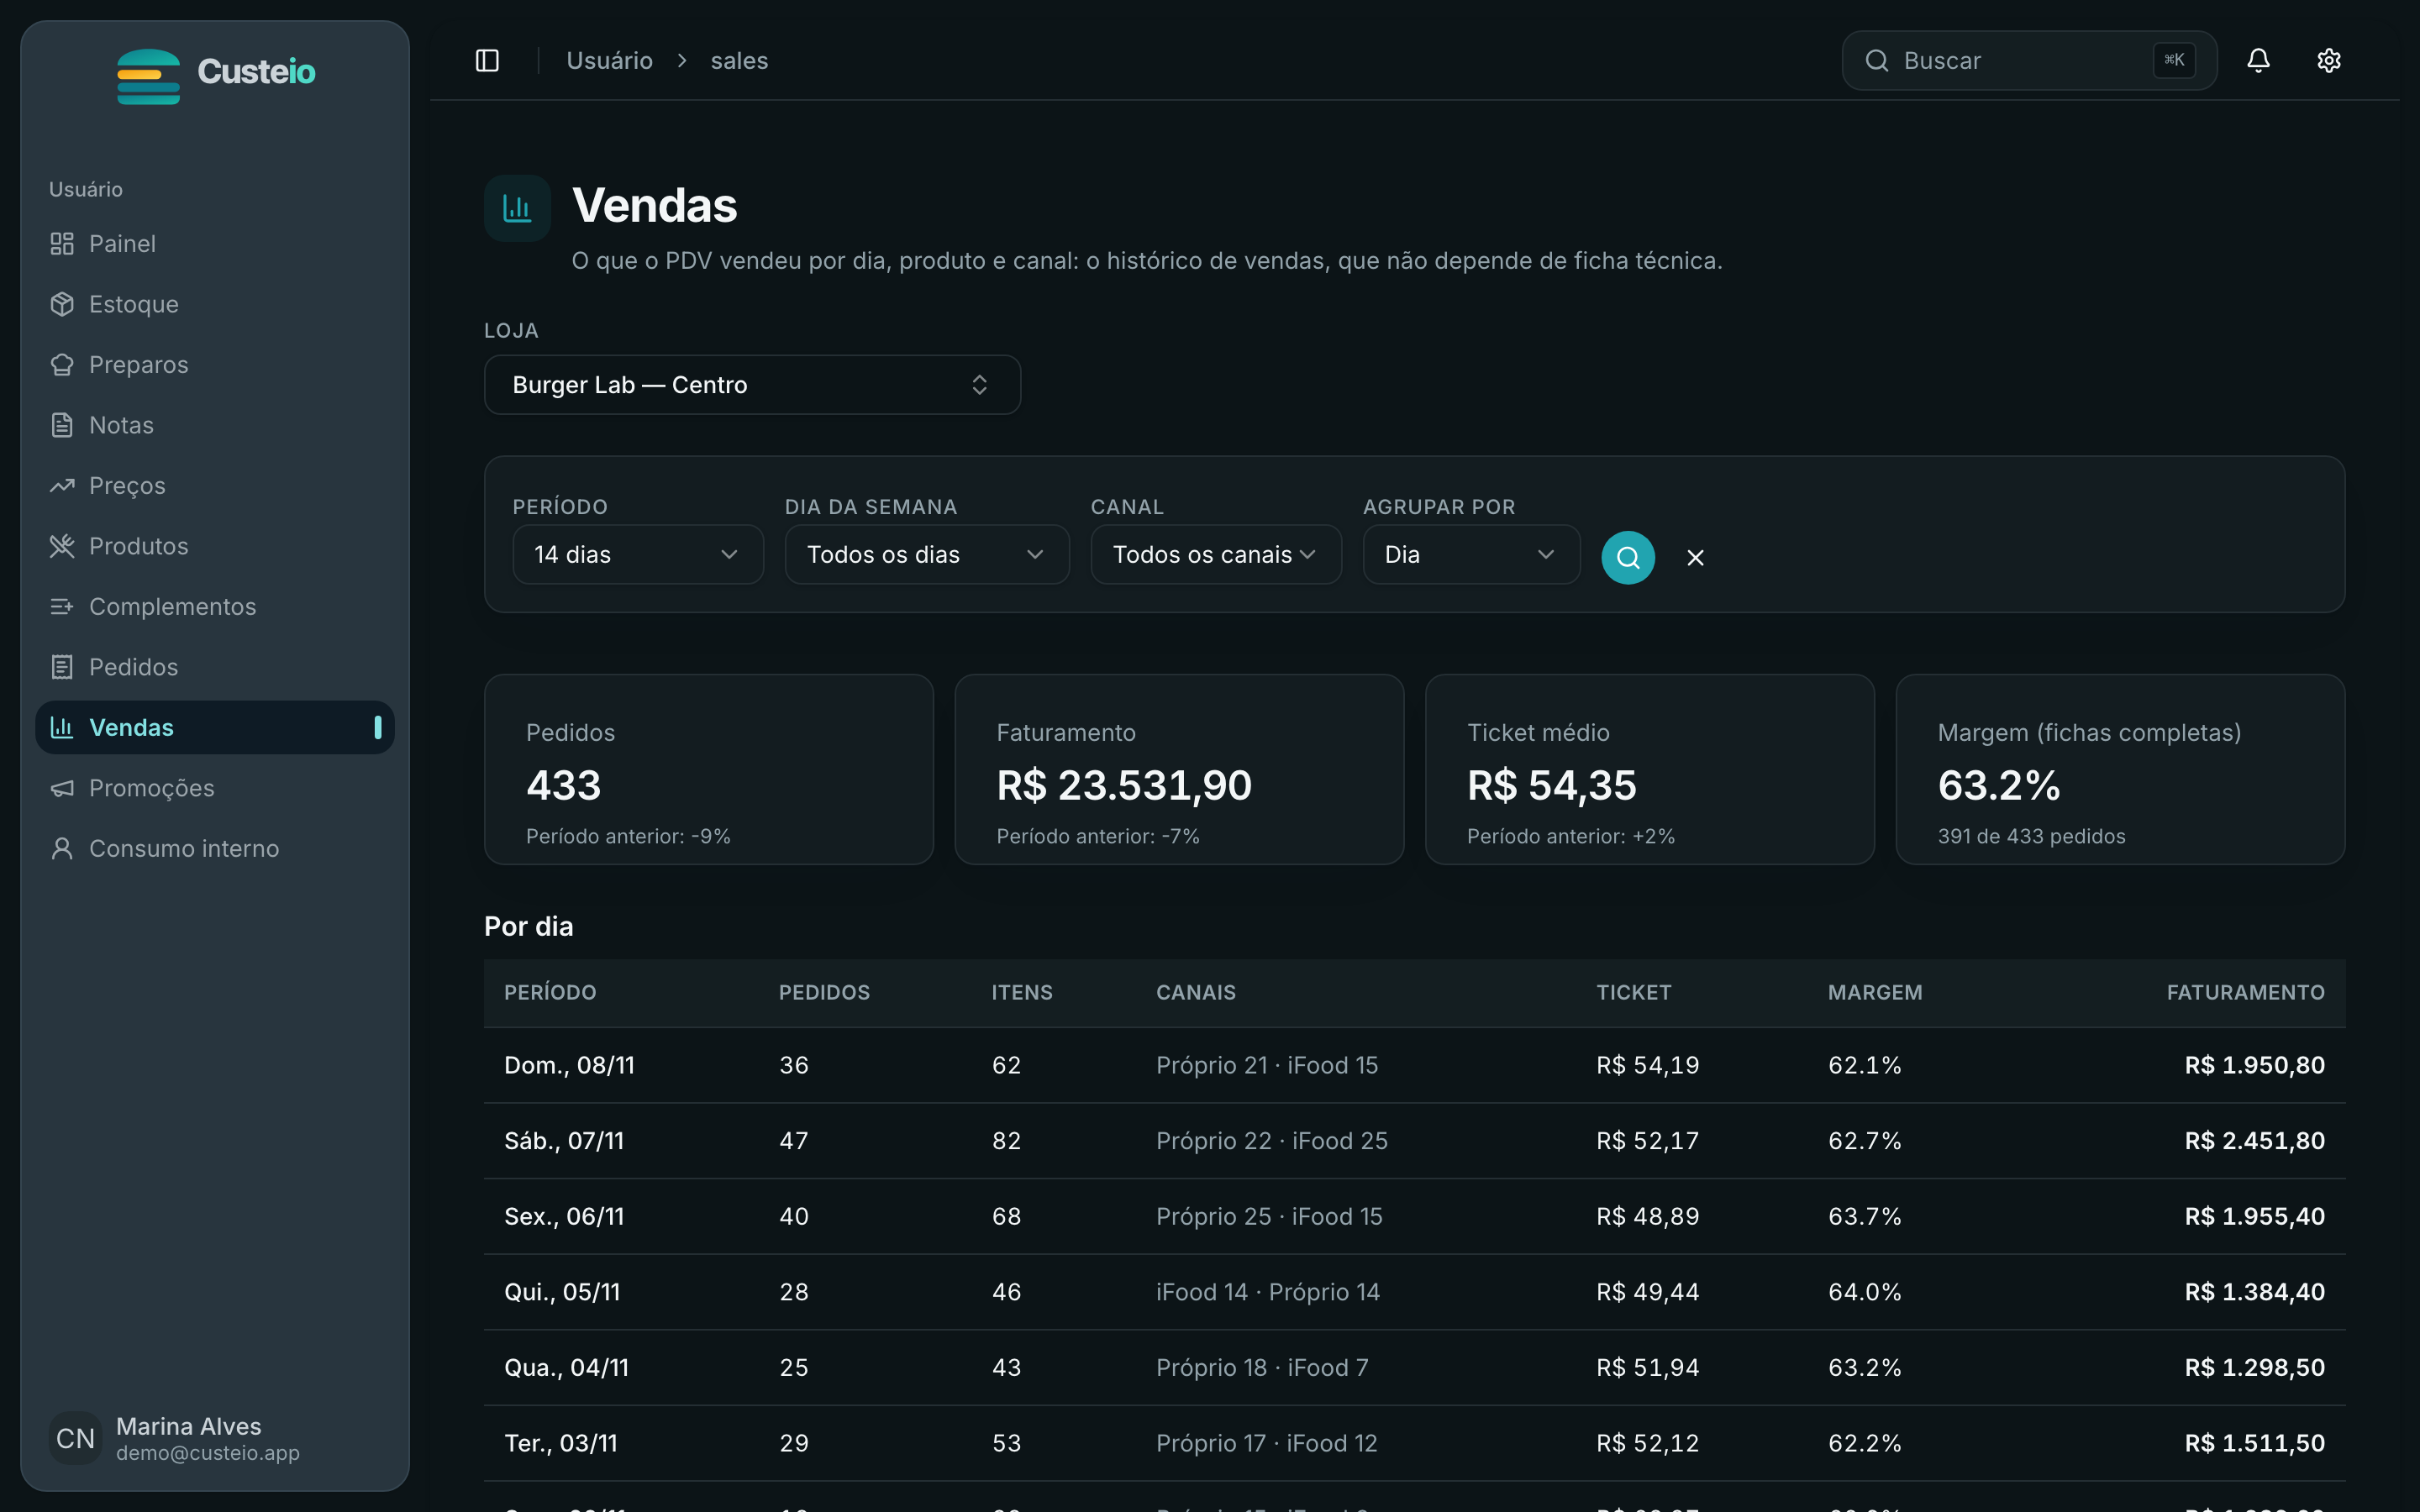 Custeio
Usuário
Painel
Estoque
Preparos
Notas
Preços
Produtos
Complementos
Pedidos
Vendas
Promoções
Consumo interno
CN
Marina Alves
demo@custeio.app
Usuário > sales
Buscar ⌘K
Vendas
O que o PDV vendeu por dia, produto e canal: o histórico de vendas, que não depende de ficha técnica.
LOJA
Burger Lab — Centro
PERÍODO DIA DA SEMANA CANAL AGRUPAR POR
14 dias Todos os dias Todos os canais Dia
Pedidos
433
Período anterior: -9%
Faturamento
R$ 23.531,90
Período anterior: -7%
Ticket médio
R$ 54,35
Período anterior: +2%
Margem (fichas completas)
63.2%
391 de 433 pedidos
Por dia
PERÍODO PEDIDOS ITENS CANAIS TICKET MARGEM FATURAMENTO
Dom., 08/11 36 62 Próprio 21 · iFood 15 R$ 54,19 62.1% R$ 1.950,80
Sáb., 07/11 47 82 Próprio 22 · iFood 25 R$ 52,17 62.7% R$ 2.451,80
Sex., 06/11 40 68 Próprio 25 · iFood 15 R$ 48,89 63.7% R$ 1.955,40
Qui., 05/11 28 46 iFood 14 · Próprio 14 R$ 49,44 64.0% R$ 1.384,40
Qua., 04/11 25 43 Próprio 18 · iFood 7 R$ 51,94 63.2% R$ 1.298,50
Ter., 03/11 29 53 Próprio 17 · iFood 12 R$ 52,12 62.2% R$ 1.511,50